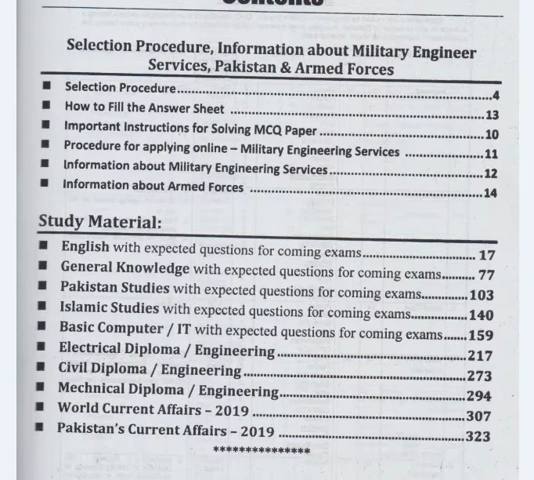 Contents
Selection Procedure, Information about Military Engineer
Services, Pakistan & Armed Forces
■ Selection Procedure....................................................................4
■ How to Fill the Answer Sheet ....................................................13
■ Important Instructions for Solving MCQ Paper ....................................10
■ Procedure for applying online – Military Engineering Services ..................11
■ Information about Military Engineering Services..................................12
■ Information about Armed Forces ..................................................14
Study Material:
■ English with expected questions for coming exams.............................. 17
■ General Knowledge with expected questions for coming exams......... 77
■ Pakistan Studies with expected questions for coming exams.............103
■ Islamic Studies with expected questions for coming exams................140
■ Basic Computer / IT with expected questions for coming exams......159
■ Electrical Diploma / Engineering..................................................217
■ Civil Diploma / Engineering..........................................................273
■ Mechnical Diploma / Engineering..................................................294
■ World Current Affairs – 2019 ......................................................307
■ Pakistan's Current Affairs – 2019 ................................................323
***************